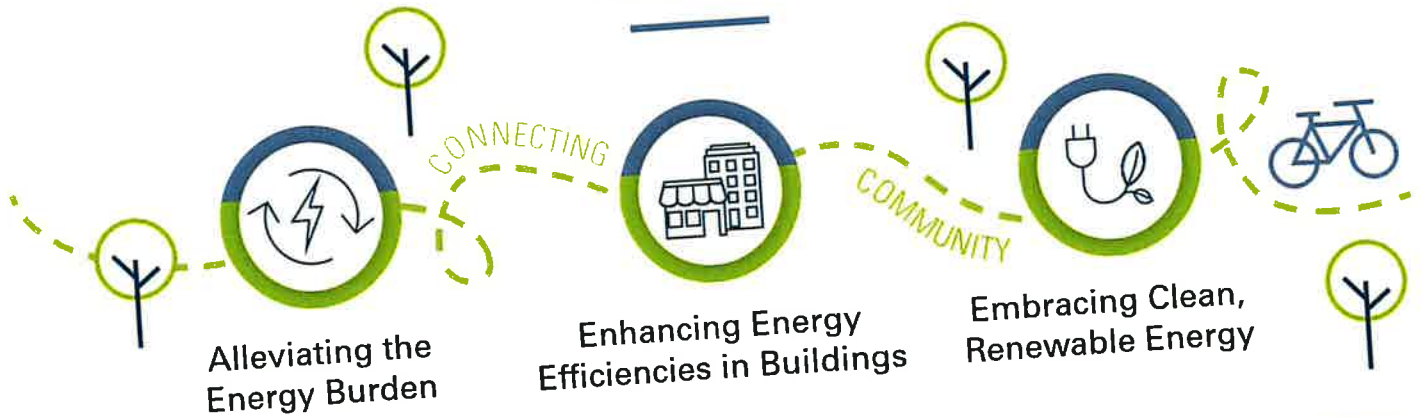 CONNECTING
COMMUNITY
Alleviating the
Energy Burden
Enhancing Energy
Efficiencies in Buildings
Embracing Clean,
Renewable Energy